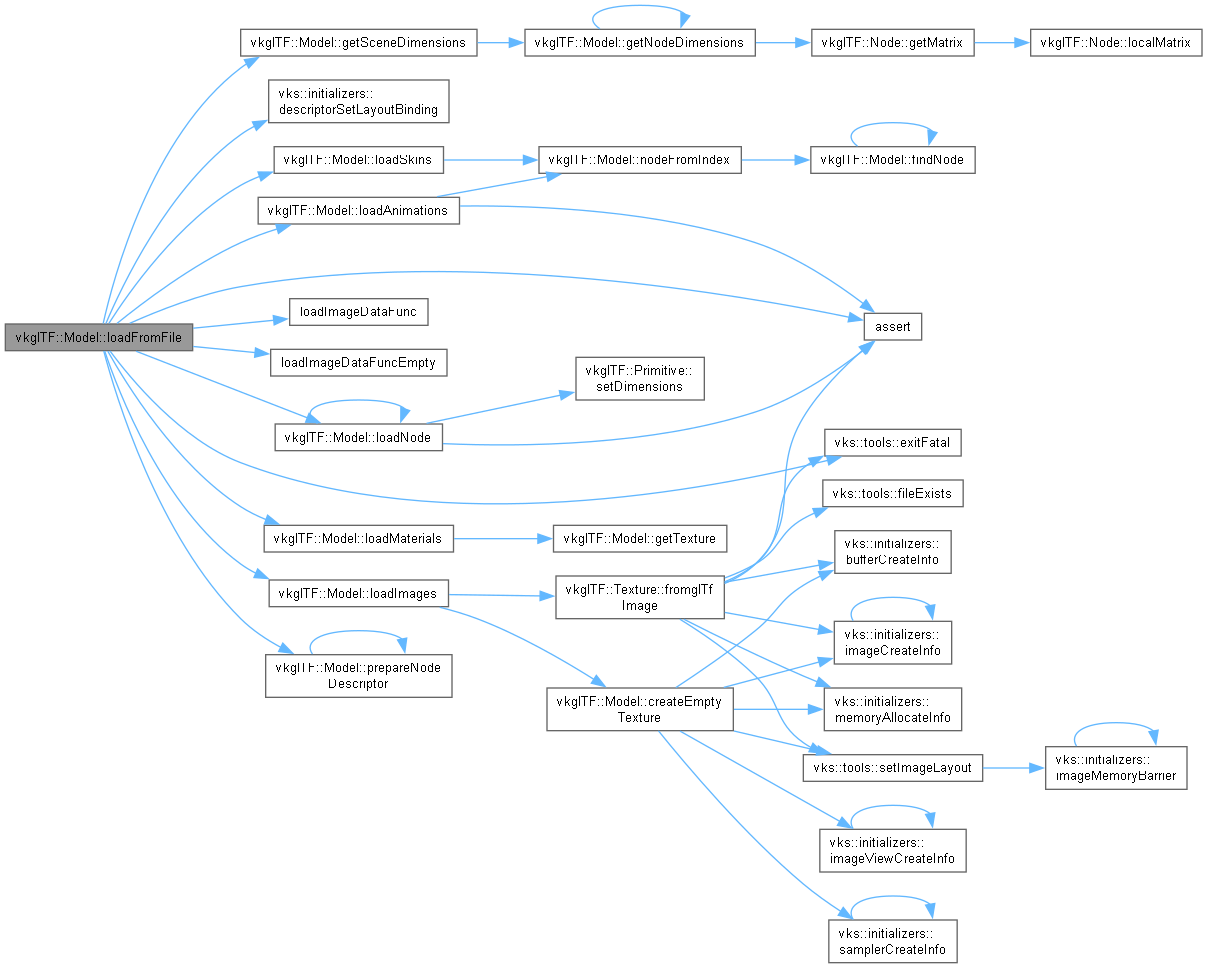 vkglTF::Model::getSceneDimensions
vkglTF::Model::getNodeDimensions
vkglTF::Node::getMatrix
vkglTF::Node::localMatrix
vks::initializers::
descriptorSetLayoutBinding
vkglTF::Model::loadSkins
vkglTF::Model::nodeFromIndex
vkglTF::Model::findNode
vkglTF::Model::loadAnimations
loadImageDataFunc
assert
vkglTF::Model::loadFromFile
loadImageDataFuncEmpty
vkglTF::Primitive::
setDimensions
vkglTF::Model::loadNode
vks::tools::exitFatal
vks::tools::fileExists
vkglTF::Model::loadMaterials
vkglTF::Model::getTexture
vks::initializers::
bufferCreateInfo
vkglTF::Model::loadImages
vkglTF::Texture::fromglTf
Image
vks::initializers::
imageCreateInfo
vkglTF::Model::prepareNode
Descriptor
vkglTF::Model::createEmpty
Texture
vks::initializers::
memoryAllocateInfo
vks::tools::setImageLayout
vks::initializers::
imageMemoryBarrier
vks::initializers::
imageViewCreateInfo
vks::initializers::
samplerCreateInfo